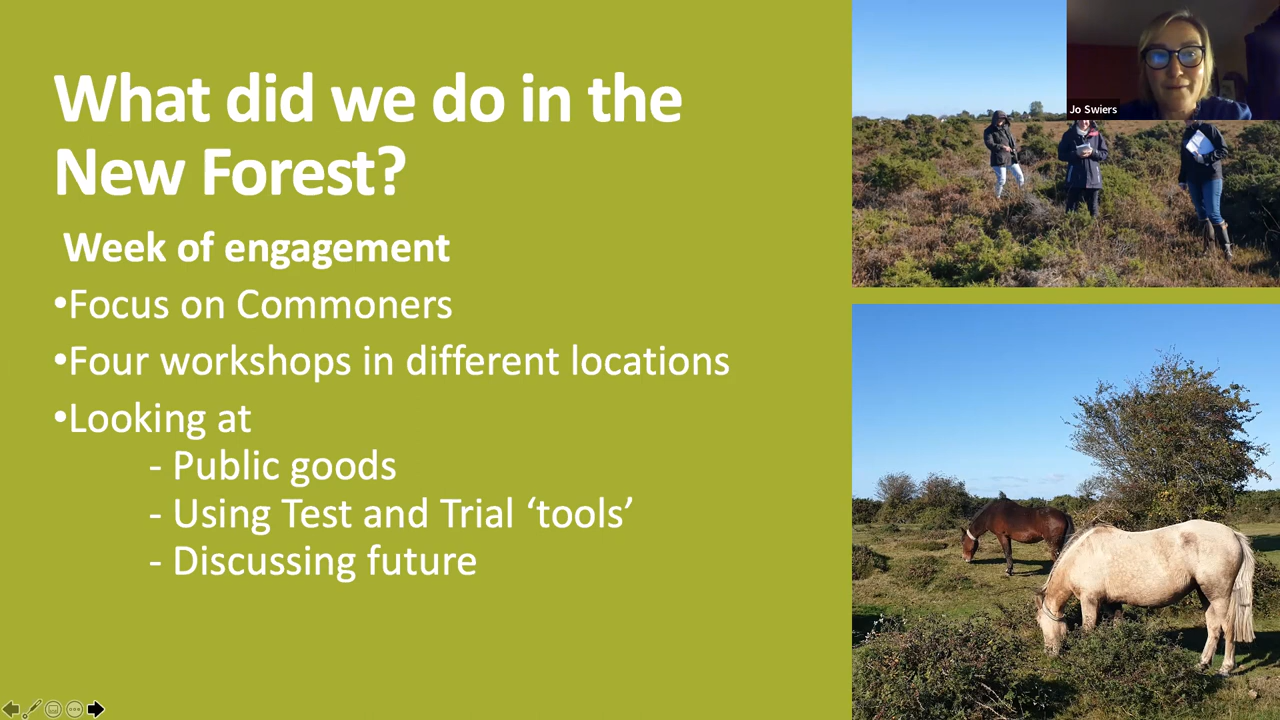 What did we do in the
New Forest?
Week of engagement
•Focus on Commoners
•Four workshops in different locations
•Looking at
- Public goods
- Using Test and Trial ‘tools’
- Discussing future
Jo Swiers